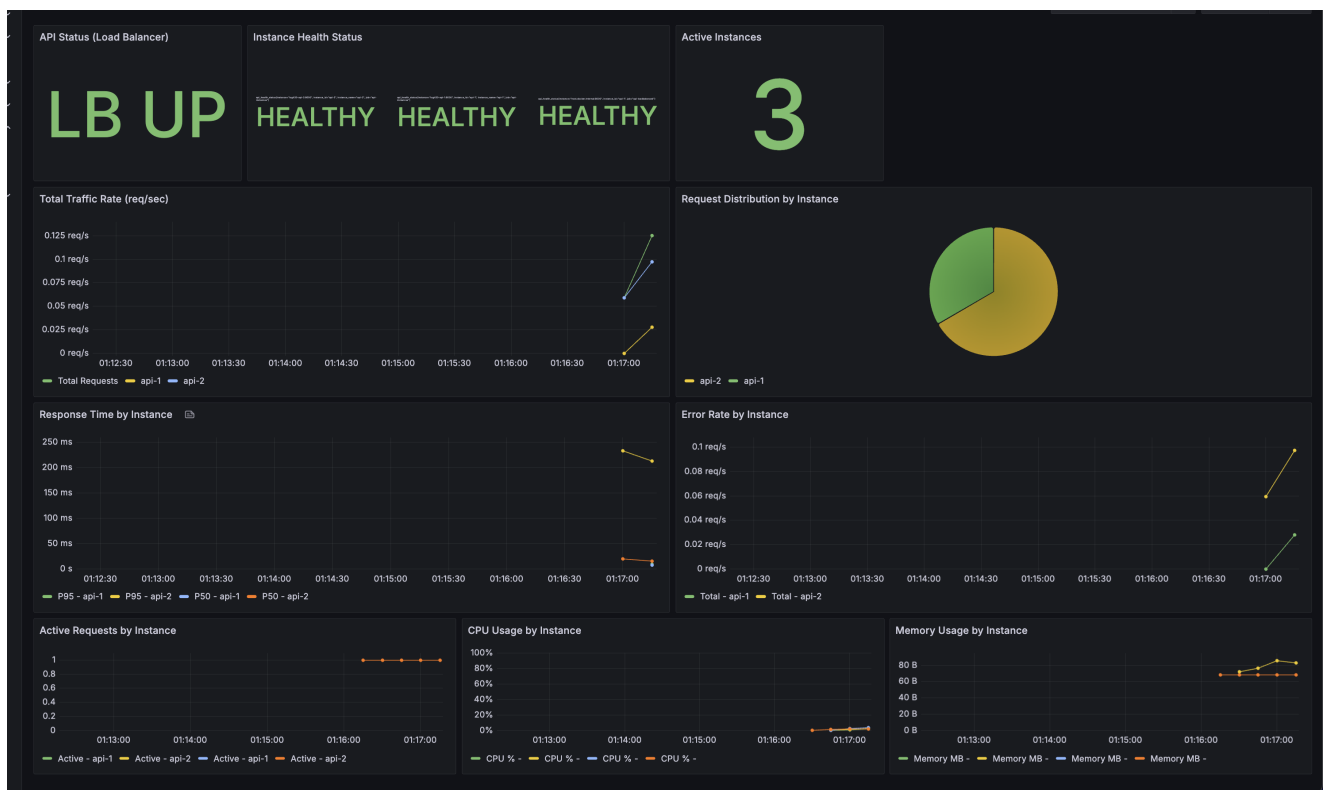 API Status (Load Balancer)
LB UP
Instance Health Status
HEALTHY HEALTHY HEALTHY
Active Instances
3
Total Traffic Rate (req/sec)
0.125 req/s
0.1 req/s
0.075 req/s
0.05 req/s
0.025 req/s
0 req/s
01:12:30 01:13:00 01:13:30 01:14:00 01:14:30 01:15:00 01:15:30 01:16:00 01:16:30 01:17:00
Total Requests api-1 api-2
Request Distribution by Instance
api-2 api-1
Response Time by Instance
250 ms
200 ms
150 ms
100 ms
50 ms
0 s
01:12:30 01:13:00 01:13:30 01:14:00 01:14:30 01:15:00 01:15:30 01:16:00 01:16:30 01:17:00
P95 - api-1 P95 - api-2 P50 - api-1 P50 - api-2
Error Rate by Instance
0.1 req/s
0.08 req/s
0.06 req/s
0.04 req/s
0.02 req/s
0 req/s
01:12:30 01:13:00 01:13:30 01:14:00 01:14:30 01:15:00 01:15:30 01:16:00 01:16:30 01:17:00
Total - api-1 Total - api-2
Active Requests by Instance
1
0.8
0.6
0.4
0.2
0
01:13:00 01:14:00 01:15:00 01:16:00 01:17:00
Active - api-1 Active - api-2 Active - api-1 Active - api-2
CPU Usage by Instance
100%
80%
60%
40%
20%
0%
01:13:00 01:14:00 01:15:00 01:16:00 01:17:00
CPU % - CPU % - CPU % - CPU % -
Memory Usage by Instance
80 B
60 B
40 B
20 B
0 B
01:13:00 01:14:00 01:15:00 01:16:00 01:17:00
Memory MB - Memory MB - Memory MB - Memory MB -